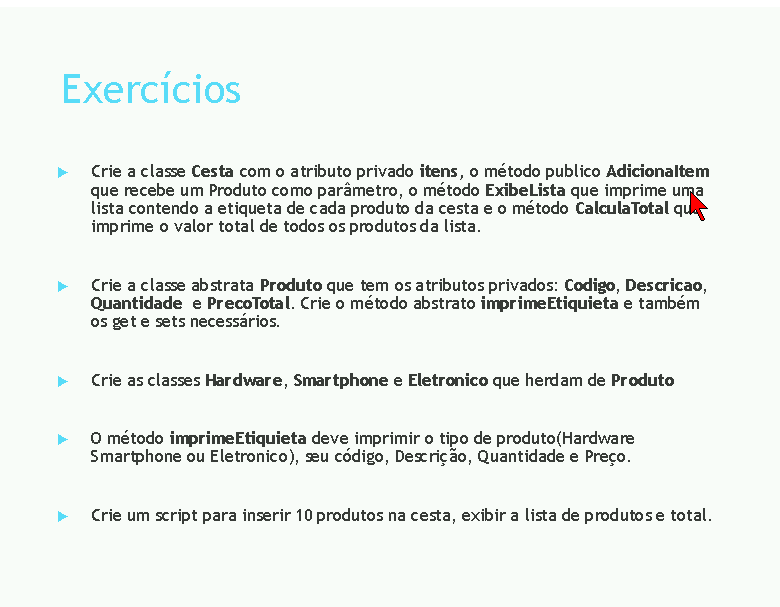 Exercícios
Crie a classe Cesta com o atributo privado itens, o método publico AdicionaItem
que recebe um Produto como parâmetro, o método ExibeLista que imprime uma
lista contendo a etiqueta de cada produto da cesta e o método CalculaTotal que
imprime o valor total de todos os produtos da lista.
Crie a classe abstrata Produto que tem os atributos privados: Codigo, Descricao,
Quantidade e PrecoTotal. Crie o método abstrato imprimeEtiquieta e também
os get e sets necessários.
Crie as classes Hardware, Smartphone e Eletronico que herdam de Produto
O método imprimeEtiquieta deve imprimir o tipo de produto(Hardware
Smartphone ou Eletronico), seu código, Descrição, Quantidade e Preço.
Crie um script para inserir 10 produtos na cesta, exibir a lista de produtos e total.